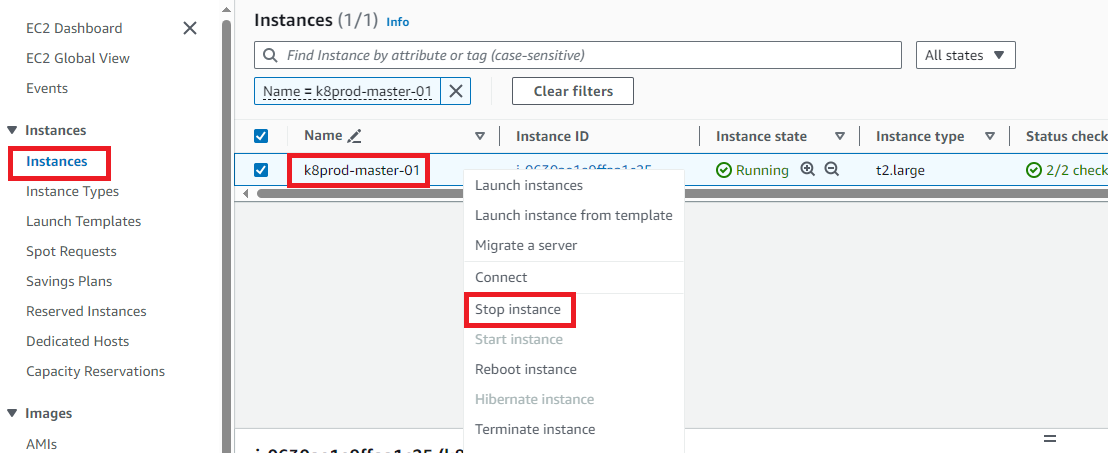 EC2 Dashboard
EC2 Global View
Events
Instances
Instances
Instance Types
Launch Templates
Spot Requests
Savings Plans
Reserved Instances
Dedicated Hosts
Capacity Reservations
Images
AMIs
Instances (1/1) Info
Find Instance by attribute or tag (case-sensitive)
All states
Name = k8prod-master-01
Clear filters
Name Instance ID Instance state Instance type Status check
k8prod-master-01 Running t2.large 2/2 check
Launch instances
Launch instance from template
Migrate a server
Connect
Stop instance
Start instance
Reboot instance
Hibernate instance
Terminate instance